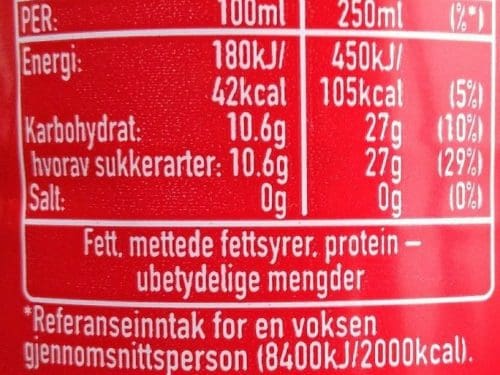 PER: 100ml 250ml (%*)
Energi: 180kJ/ 450kJ/
42kcal 105kcal (5%)
Karbohydrat: 10.6g 27g (10%)
hvorav sukkerarter: 10.6g 27g (29%)
Salt: 0g 0g (0%)
Fett, mettede fettsyrer, protein –
ubetydelige mengder
*Referanseinntak for en voksen
gjennomsnittsperson (8400kJ/2000kcal).